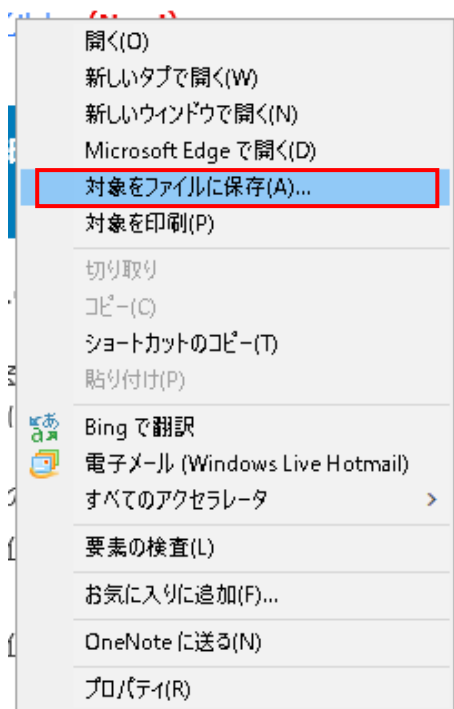 開く(O)
新しいタブで開く(W)
新しいウィンドウで開く(N)
Microsoft Edge で開く(D)
対象をファイルに保存(A)...
対象を印刷(P)
切り取り
コピー(C)
ショートカットのコピー(T)
貼り付け(P)
Bing で翻訳
電子メール (Windows Live Hotmail)
すべてのアクセラレータ
要素の検査(L)
お気に入りに追加(F)...
OneNote に送る(N)
プロパティ(R)